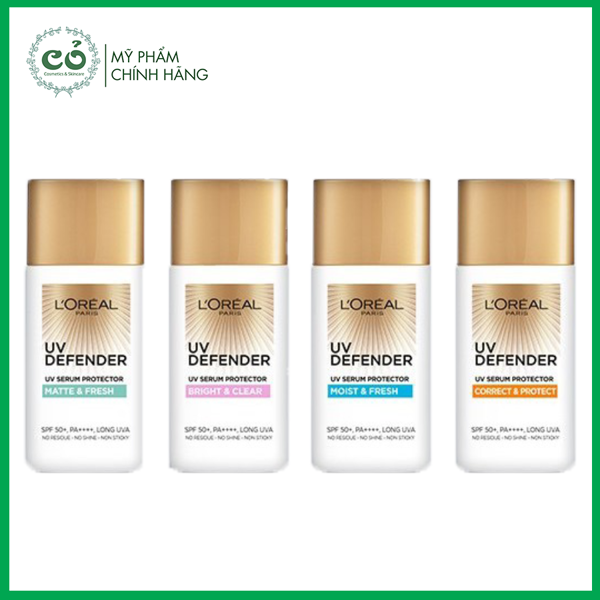 CỎ
Cosmetics & Skincare
MỸ PHẨM
CHÍNH HÃNG
L'ORÉAL
PARIS
UV
DEFENDER
UV SERUM PROTECTOR
MATTE & FRESH
SPF 50+, PA++++, LONG UVA
NO RESIDUE - NO SHINE - NON STICKY
L'ORÉAL
PARIS
UV
DEFENDER
UV SERUM PROTECTOR
BRIGHT & CLEAR
SPF 50+, PA++++, LONG UVA
NO RESIDUE - NO SHINE - NON STICKY
L'ORÉAL
PARIS
UV
DEFENDER
UV SERUM PROTECTOR
MOIST & FRESH
SPF 50+, PA++++, LONG UVA
NO RESIDUE - NO SHINE - NON STICKY
L'ORÉAL
PARIS
UV
DEFENDER
UV SERUM PROTECTOR
CORRECT & PROTECT
SPF 50+, PA++++, LONG UVA
NO RESIDUE - NO SHINE - NON STICKY